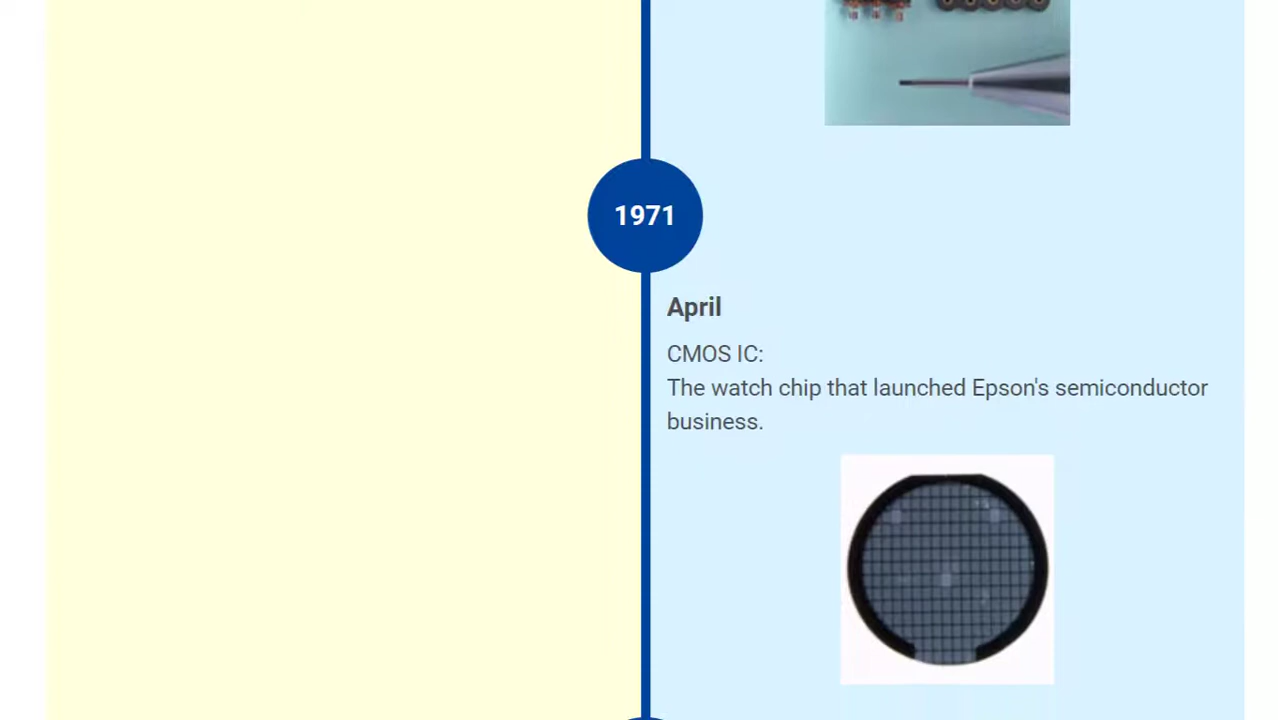 1971
April
CMOS IC:
The watch chip that launched Epson's semiconductor
business.